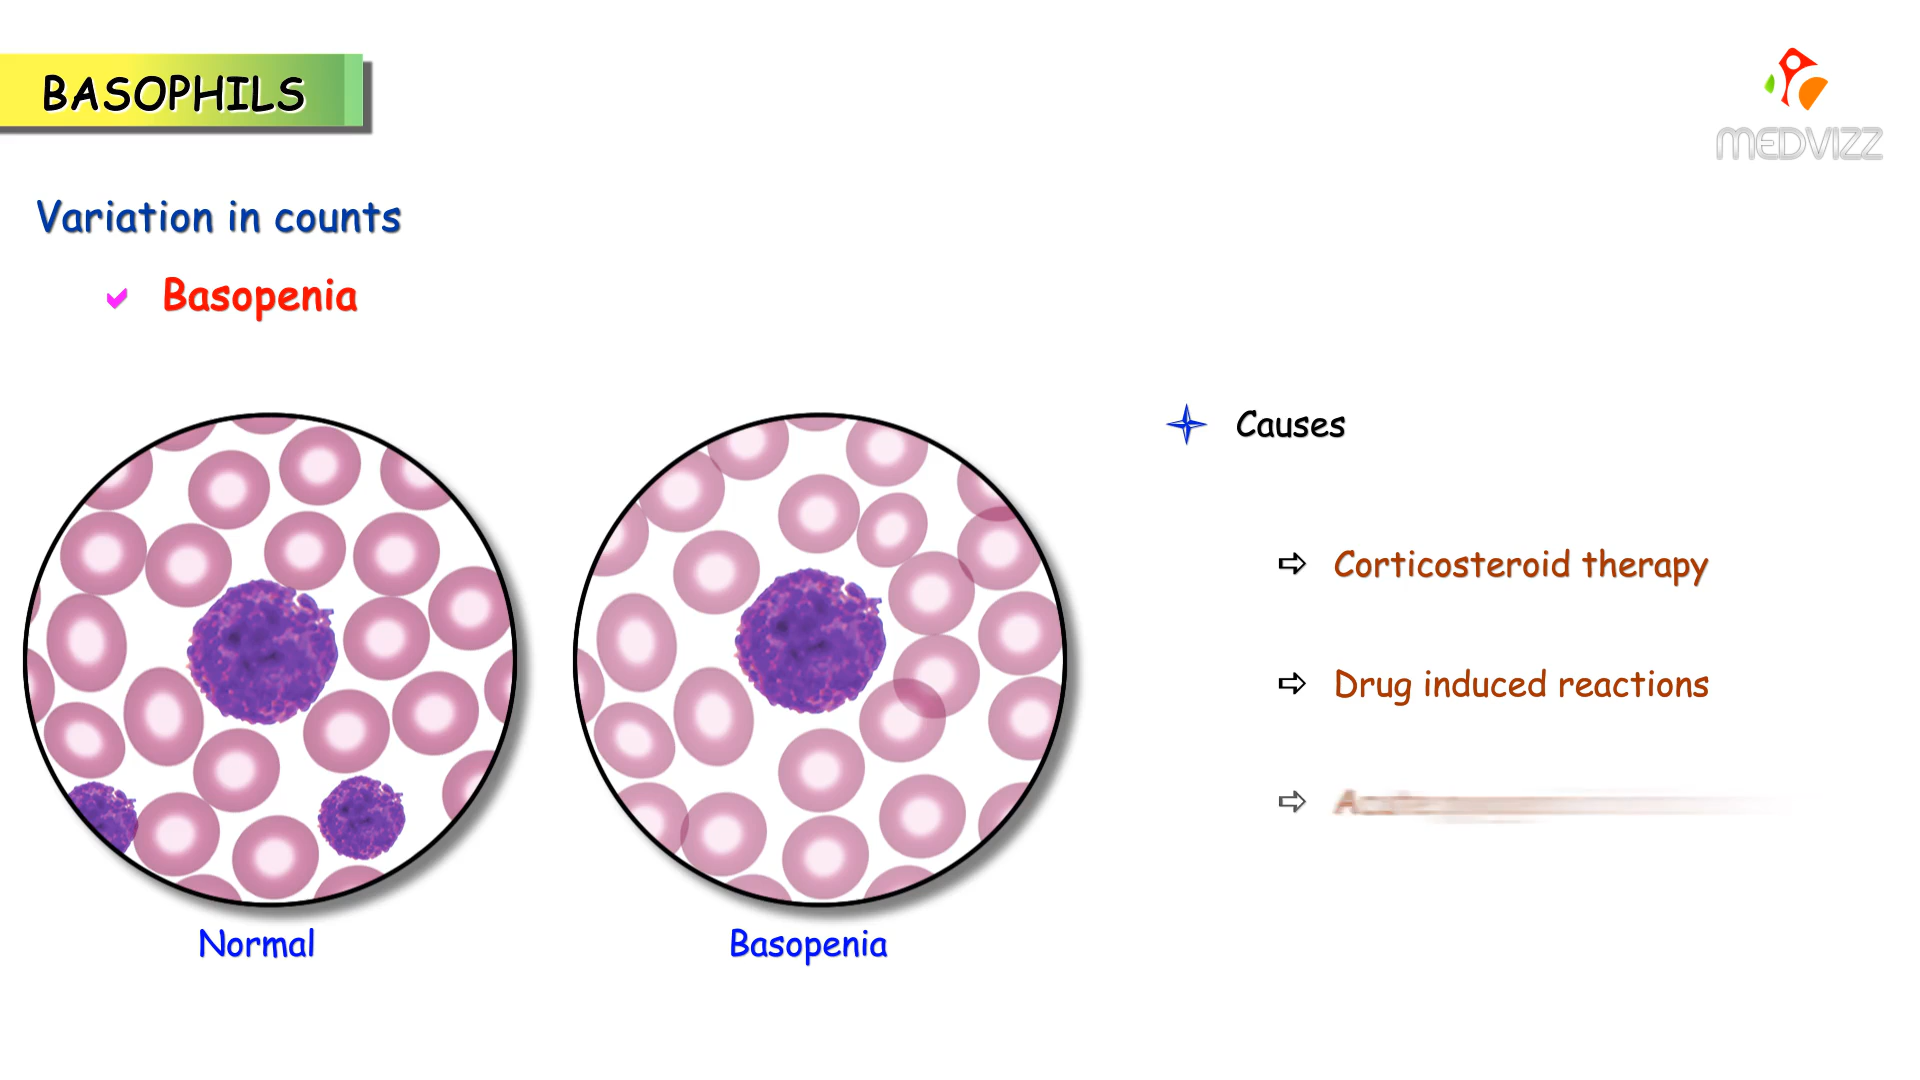 BASOPHILS
MEDVIZZ
Variation in counts
Basopenia
Causes
Corticosteroid therapy
Drug induced reactions
Normal
Basopenia